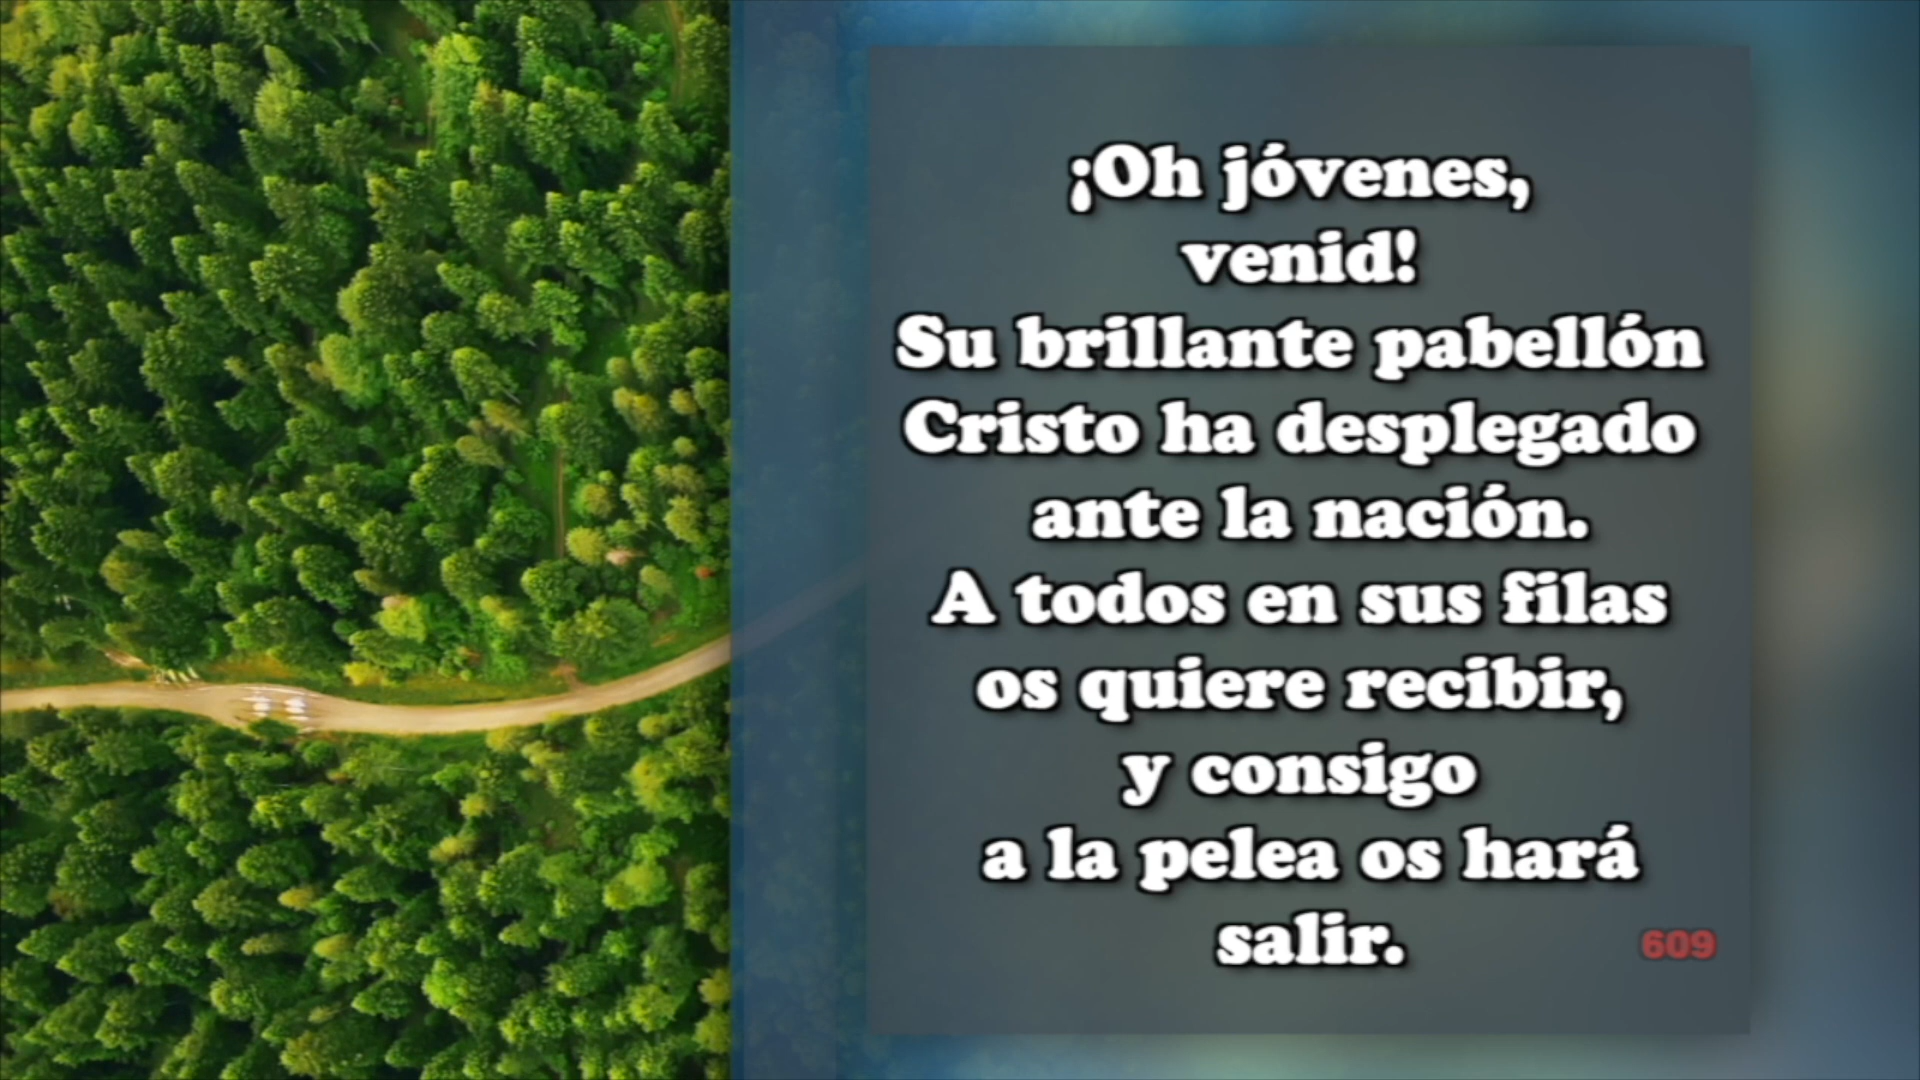 ¡Oh jóvenes,
venid!
Su brillante pabellón
Cristo ha desplegado
ante la nación.
A todos en sus filas
os quiere recibir,
y consigo
a la pelea os hará
salir.
609